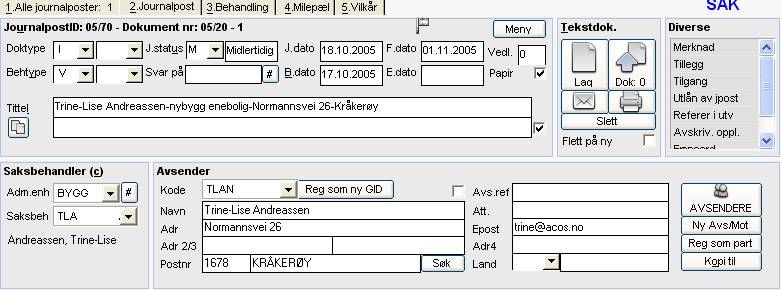 1.Alle journalposter: 1 2.Journalpost 3.Behandling 4.Milepæl 5.Vilkår SAK
JournalpostID: 05/70 - Dokument nr: 05/20 - 1 Meny Tekstdok. Diverse
Doktype I J.status M Midlertidig J.dato 18.10.2005 F.dato 01.11.2005 Vedl. 0
Behtype V Svar på # B.dato 17.10.2005 E.dato Papir
Lag Dok: 0
Slett
Flett på ny
Merknad
Tillegg
Tilgang
Utlån av jpost
Referer i utv
Avskriv. oppl.
Tittel Trine-Lise Andreassen-nybygg enebolig-Normannsvei 26-Kråkerøy
Saksbehandler (c) Avsender
Adm.enh BYGG #
Saksbeh TLA
Andreassen, Trine-Lise
Kode TLAN Reg som ny GID Avs.ref
Navn Trine-Lise Andreassen Att.
Adr Normannsvei 26 Epost trine@acos.no
Adr 2/3 Adr4
Postnr 1678 KRÅKERØY Søk Land
AVSENDERE
Ny Avs/Mot
Reg som part
Kopi til